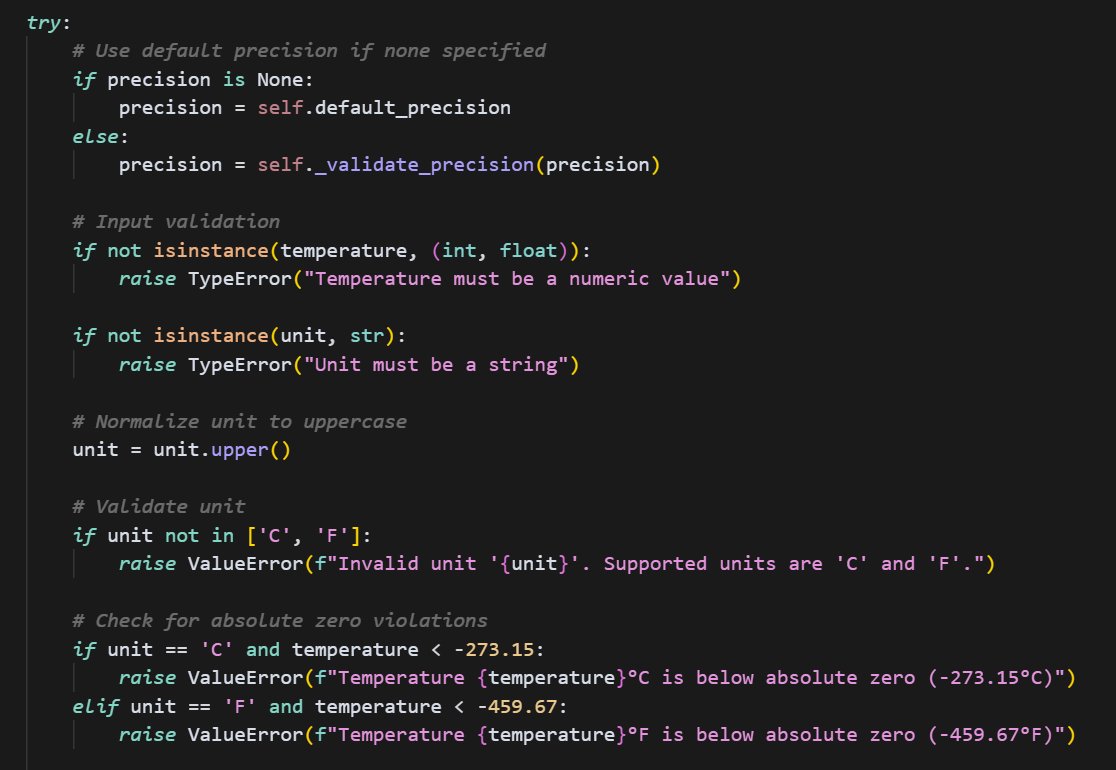 try:
    # Use default precision if none specified
    if precision is None:
        precision = self.default_precision
    else:
        precision = self._validate_precision(precision)

    # Input validation
    if not isinstance(temperature, (int, float)):
        raise TypeError("Temperature must be a numeric value")

    if not isinstance(unit, str):
        raise TypeError("Unit must be a string")

    # Normalize unit to uppercase
    unit = unit.upper()

    # Validate unit
    if unit not in ['C', 'F']:
        raise ValueError(f"Invalid unit '{unit}'. Supported units are 'C' and 'F'.")

    # Check for absolute zero violations
    if unit == 'C' and temperature < -273.15:
        raise ValueError(f"Temperature {temperature}°C is below absolute zero (-273.15°C)")
    elif unit == 'F' and temperature < -459.67:
        raise ValueError(f"Temperature {temperature}°F is below absolute zero (-459.67°F)")